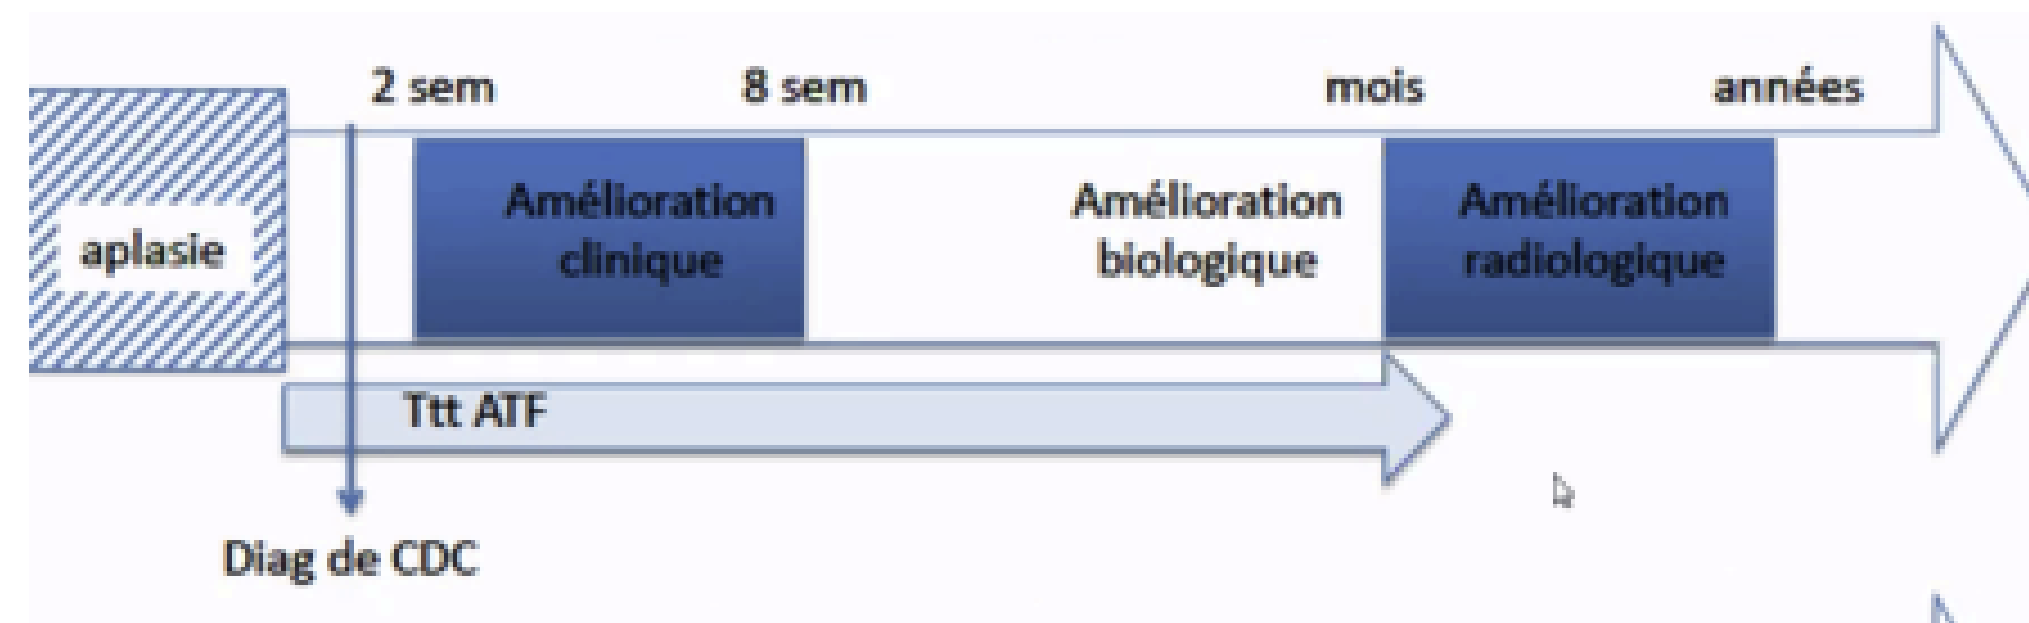 2 sem
8 sem
mois
années
aplasie
Amélioration
clinique
Amélioration
biologique
Amélioration
radiologique
Ttt ATF
Diag de CDC